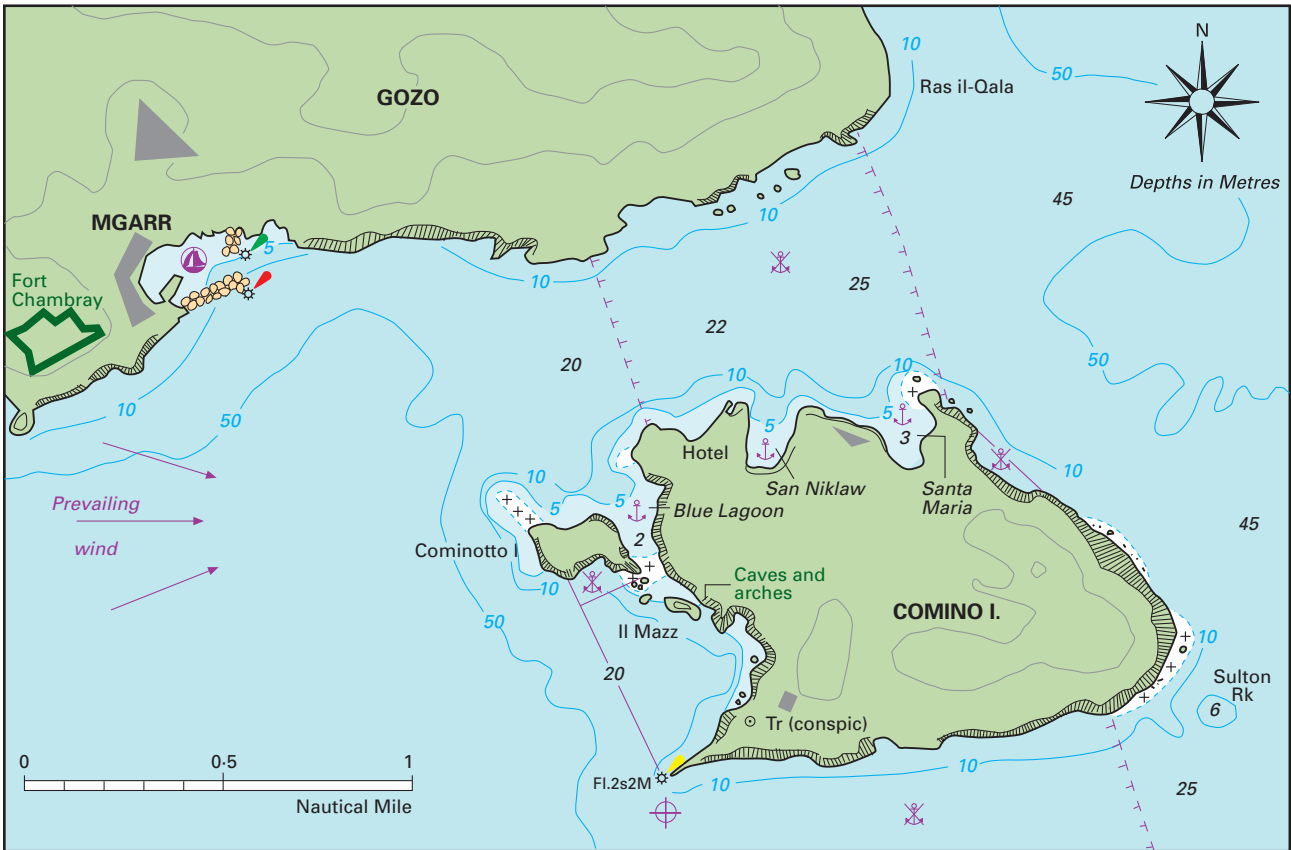 10
Ras il-Qala
50
N
GOZO
Depths in Metres
45
MGARR
5
10
Fort
Chambray
10
25
22
20
10
50
10
10
50
5
5
3
10
Hotel
San Niklaw
Santa
Maria
10
Prevailing
wind
10
5
5
Blue Lagoon
2
45
Cominotto I
10
Caves and
arches
COMINO I.
50
Il Mazz
10
20
Sulton
Rk
6
Tr (conspic)
0
0·5
1
Nautical Mile
Fl.2s2M
10
10
25